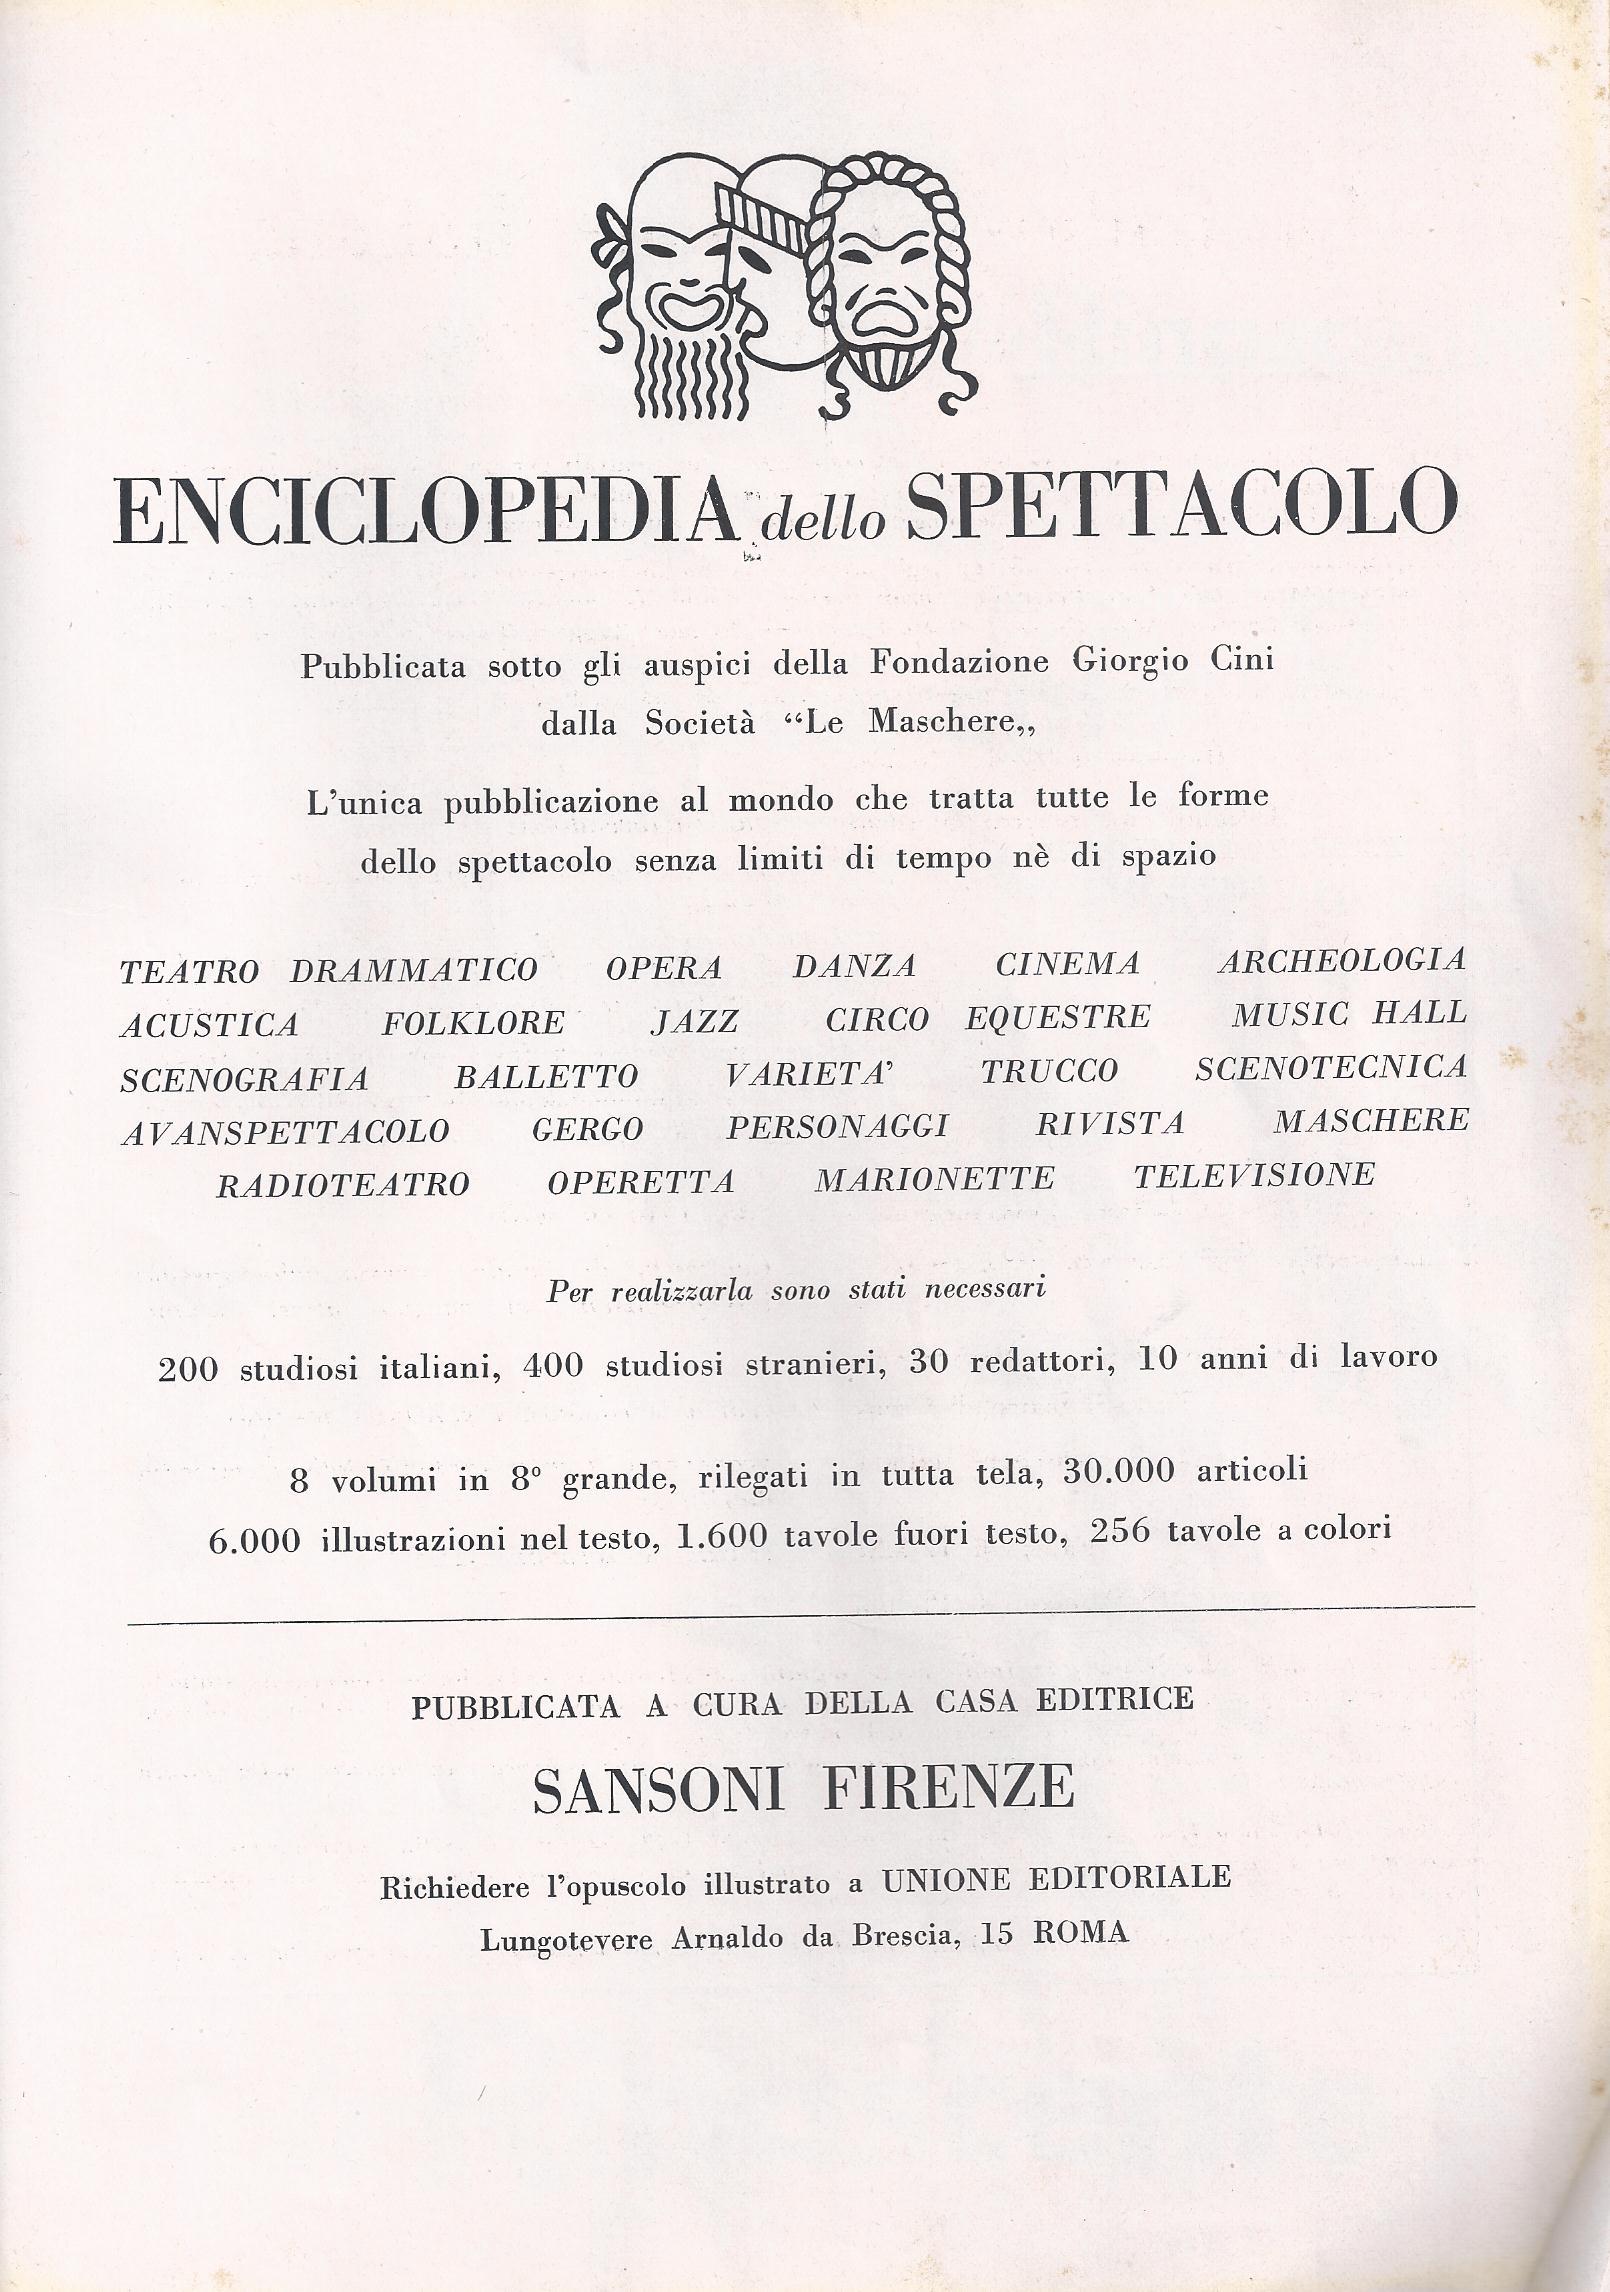 ENCICLOPEDIA dello SPETTACOLO
Pubblicata sotto gli auspici della Fondazione Giorgio Cini
dalla Società “Le Maschere„
L'unica pubblicazione al mondo che tratta tutte le forme
dello spettacolo senza limiti di tempo nè di spazio
TEATRO DRAMMATICO OPERA DANZA CINEMA ARCHEOLOGIA
ACUSTICA FOLKLORE JAZZ CIRCO EQUESTRE MUSIC HALL
SCENOGRAFIA BALLETTO VARIETA' TRUCCO SCENOTECNICA
AVANSPETTACOLO GERGO PERSONAGGI RIVISTA MASCHERE
RADIOTEATRO OPERETTA MARIONETTE TELEVISIONE
Per realizzarla sono stati necessari
200 studiosi italiani, 400 studiosi stranieri, 30 redattori, 10 anni di lavoro
8 volumi in 8º grande, rilegati in tutta tela, 30.000 articoli
6.000 illustrazioni nel testo, 1.600 tavole fuori testo, 256 tavole a colori
PUBBLICATA A CURA DELLA CASA EDITRICE
SANSONI FIRENZE
Richiedere l'opuscolo illustrato a UNIONE EDITORIALE
Lungotevere Arnaldo da Brescia, 15 ROMA